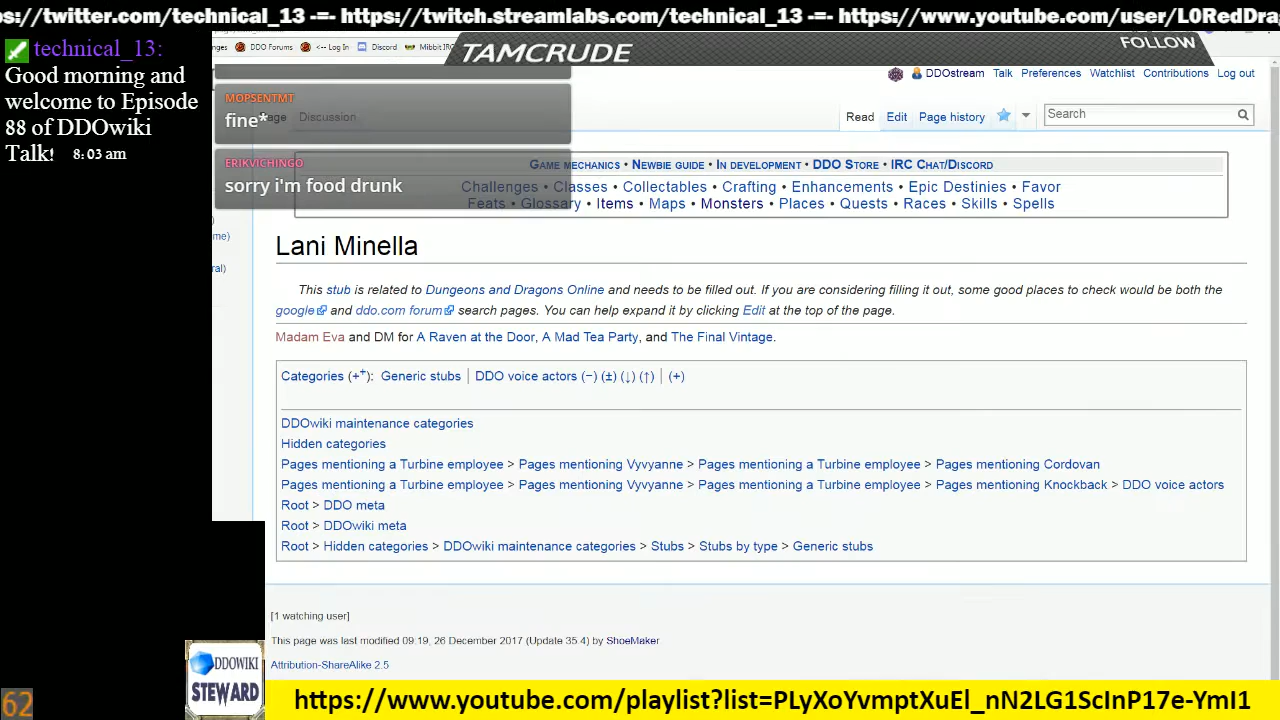 ps://twitter.com/technical_13 -=- https://twitch.streamlabs.com/technical_13 -=- https://www.youtube.com/user/L0RedDra
technical_13:
Good morning and
welcome to Episode
88 of DDOwiki
Talk! 8:03 am
nges DDO Forums <-- Log In Discord Mibbit IRC
TAMCRUDE
FOLLOW
DDOstream Talk Preferences Watchlist Contributions Log out
MOPSENTMT
fine*
Page Discussion
Read Edit Page history Search
ERIKVICHINGO
sorry i'm food drunk
Game mechanics • Newbie guide • In development • DDO Store • IRC Chat/Discord
Challenges • Classes • Collectables • Crafting • Enhancements • Epic Destinies • Favor
Feats • Glossary • Items • Maps • Monsters • Places • Quests • Races • Skills • Spells
me)
ral)
Lani Minella
This stub is related to Dungeons and Dragons Online and needs to be filled out. If you are considering filling it out, some good places to check would be both the
google and ddo.com forum search pages. You can help expand it by clicking Edit at the top of the page.
Madam Eva and DM for A Raven at the Door, A Mad Tea Party, and The Final Vintage.
Categories (+⁺): Generic stubs | DDO voice actors (−) (±) (↓) (↑) | (+)
DDOwiki maintenance categories
Hidden categories
Pages mentioning a Turbine employee > Pages mentioning Vyvyanne > Pages mentioning a Turbine employee > Pages mentioning Cordovan
Pages mentioning a Turbine employee > Pages mentioning Vyvyanne > Pages mentioning a Turbine employee > Pages mentioning Knockback > DDO voice actors
Root > DDO meta
Root > DDOwiki meta
Root > Hidden categories > DDOwiki maintenance categories > Stubs > Stubs by type > Generic stubs
[1 watching user]
This page was last modified 09:19, 26 December 2017 (Update 35.4) by ShoeMaker
Attribution-ShareAlike 2.5
DDOWIKI
STEWARD
62
https://www.youtube.com/playlist?list=PLyXoYvmptXuEl_nN2LG1ScInP17e-YmI1